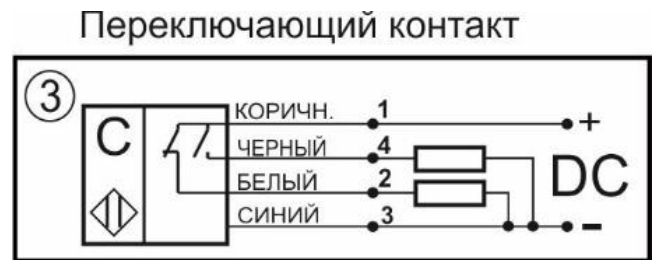 Переключающий контакт
3
C
КОРИЧН. 1 +
ЧЕРНЫЙ 4
БЕЛЫЙ 2
СИНИЙ 3 -
DC